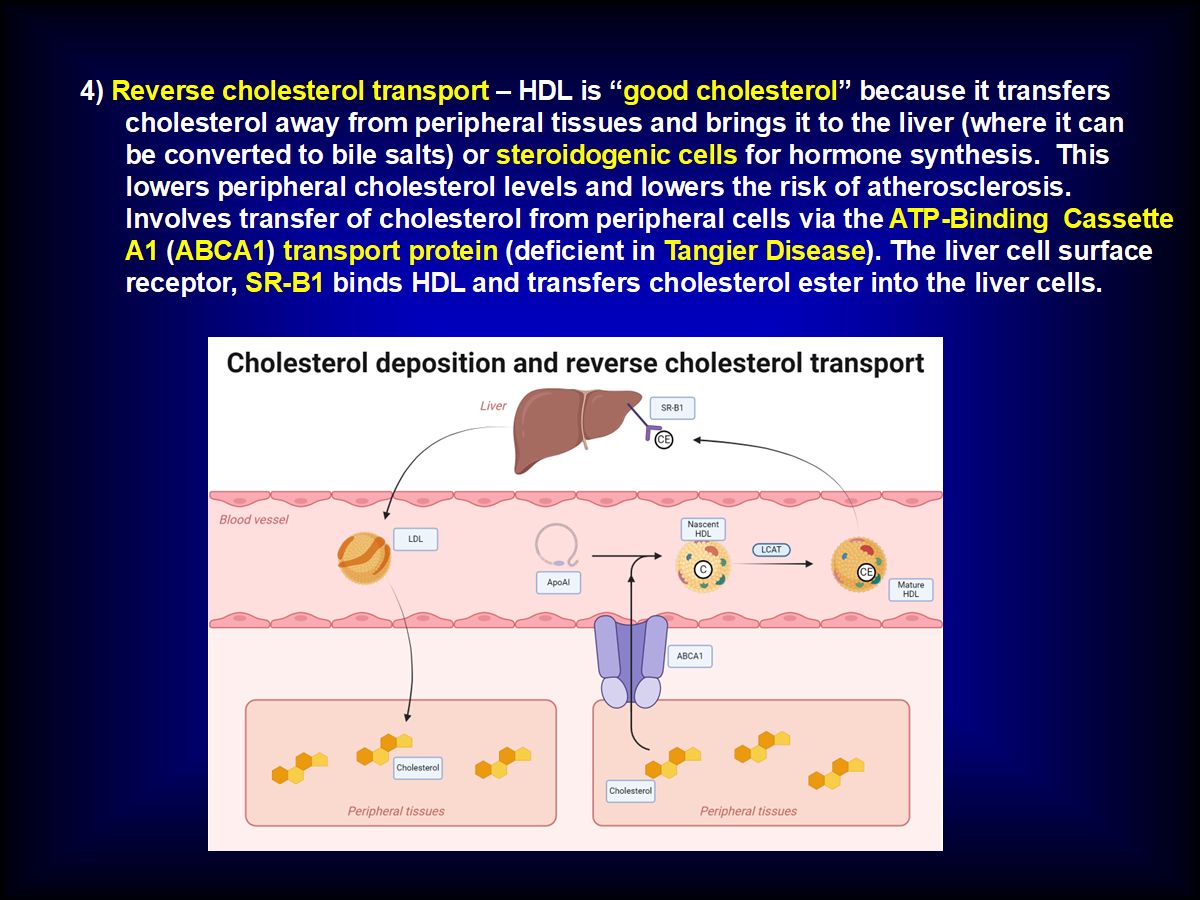 4) Reverse cholesterol transport – HDL is “good cholesterol” because it transfers
cholesterol away from peripheral tissues and brings it to the liver (where it can
be converted to bile salts) or steroidogenic cells for hormone synthesis.  This
lowers peripheral cholesterol levels and lowers the risk of atherosclerosis.
Involves transfer of cholesterol from peripheral cells via the ATP-Binding  Cassette
A1 (ABCA1) transport protein (deficient in Tangier Disease). The liver cell surface
receptor, SR-B1 binds HDL and transfers cholesterol ester into the liver cells.
Cholesterol deposition and reverse cholesterol transport
Liver
SR-B1
CE
Blood vessel
LDL
ApoAI
Nascent
HDL
C
LCAT
CE
Mature
HDL
ABCA1
Cholesterol
Peripheral tissues
Cholesterol
Peripheral tissues